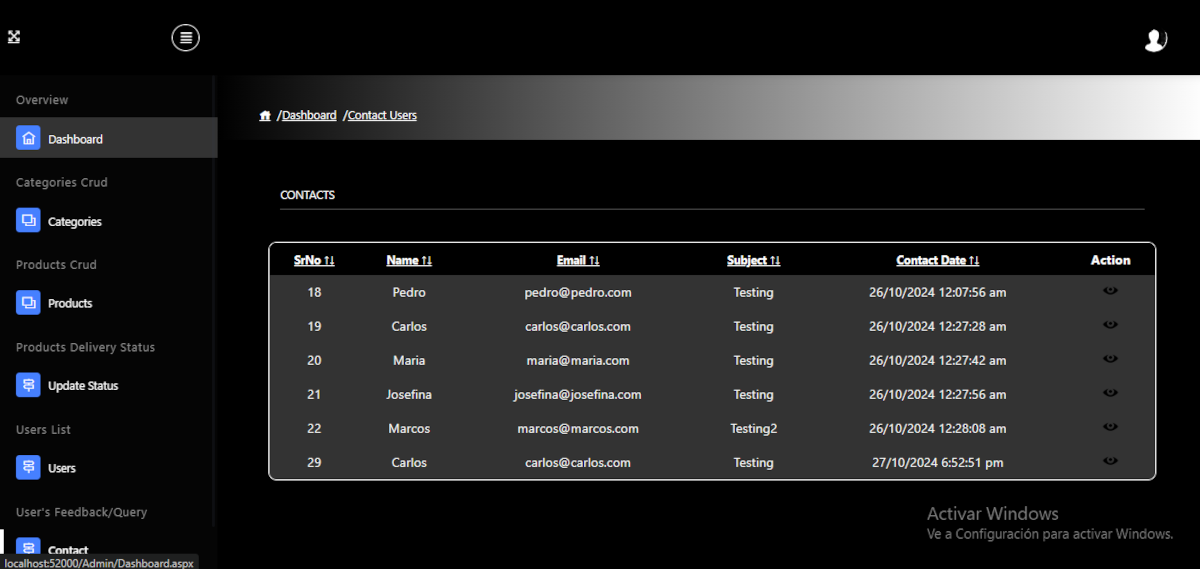 Overview
Dashboard
Categories Crud
Categories
Products Crud
Products
Products Delivery Status
Update Status
Users List
Users
User's Feedback/Query
Contact
localhost:52000/Admin/Dashboard.aspx
/Dashboard /Contact Users
CONTACTS
SrNo ↑↓ Name ↑↓ Email ↑↓ Subject ↑↓ Contact Date ↑↓ Action
18 Pedro pedro@pedro.com Testing 26/10/2024 12:07:56 am
19 Carlos carlos@carlos.com Testing 26/10/2024 12:27:28 am
20 Maria maria@maria.com Testing 26/10/2024 12:27:42 am
21 Josefina josefina@josefina.com Testing 26/10/2024 12:27:56 am
22 Marcos marcos@marcos.com Testing2 26/10/2024 12:28:08 am
29 Carlos carlos@carlos.com Testing 27/10/2024 6:52:51 pm
Activar Windows
Ve a Configuración para activar Windows.